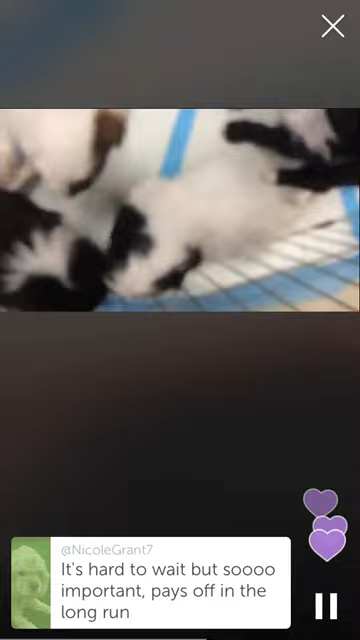 @NicoleGrant7
It's hard to wait but soooo
important, pays off in the
long run